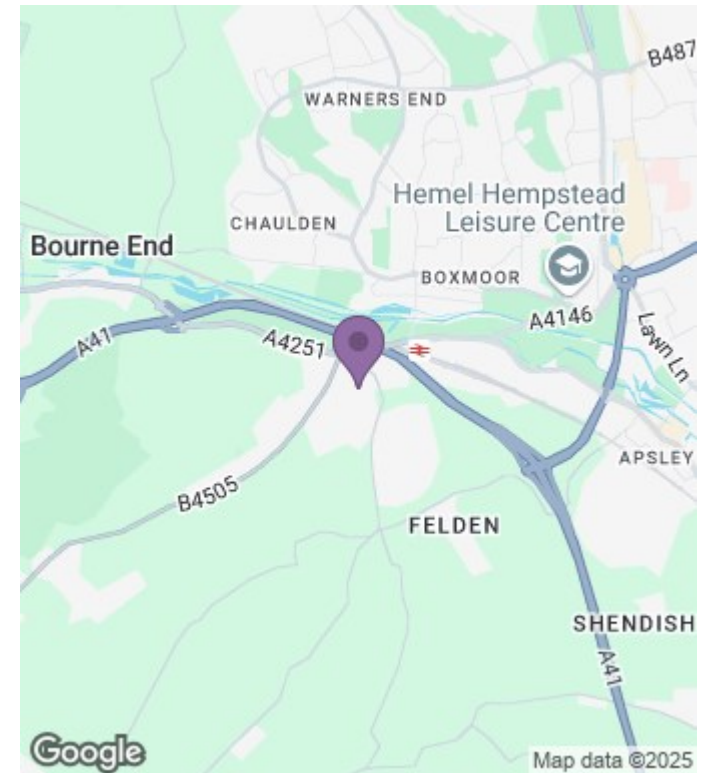 B487
WARNERS END
Hemel Hempstead
Leisure Centre
CHAULDEN
Bourne End
BOXMOOR
A4146
A41
A4251
Lawn Ln
APSLEY
B4505
FELDEN
SHENDISH
A41
Google
Map data ©2025